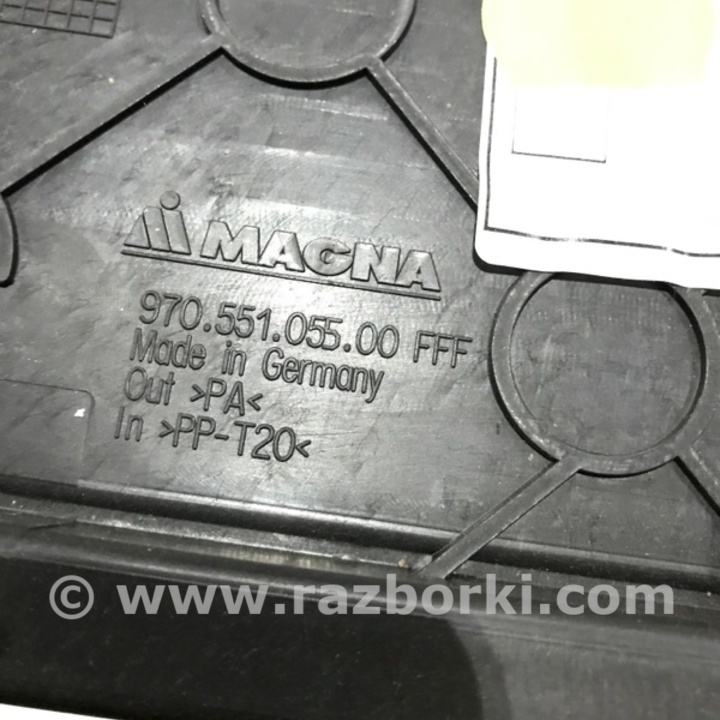 MAGNA
970.551.055.00 FFF
Made in Germany
Out >PA<
In >PP-T20<
© www.razborki.com